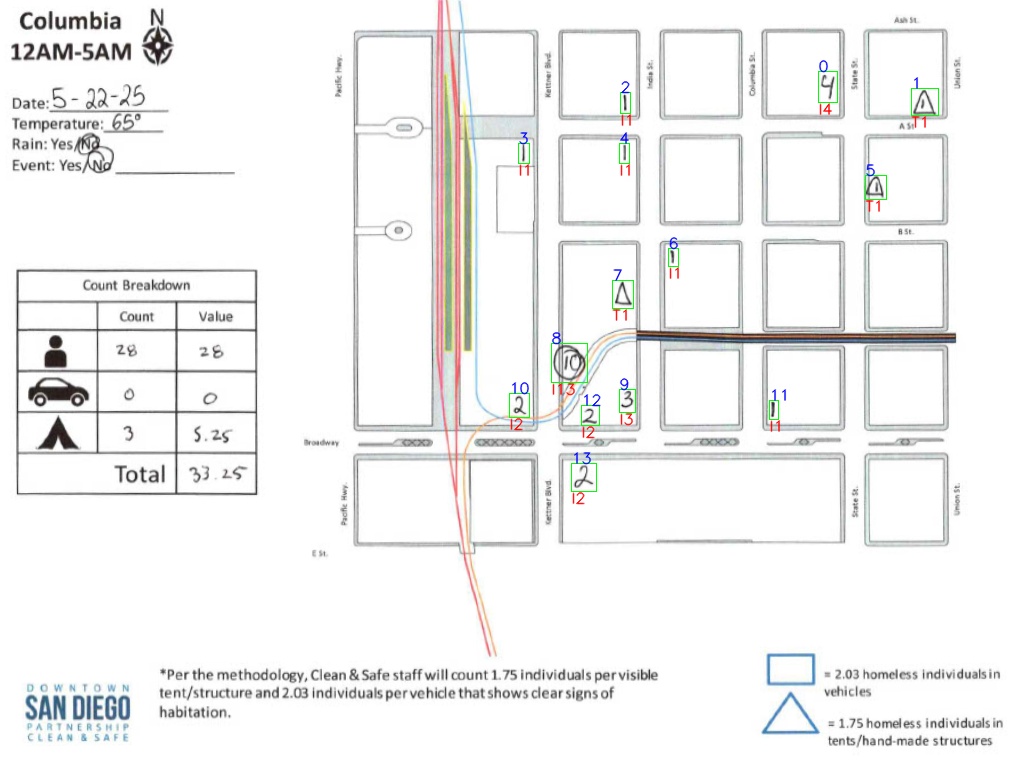 Columbia
12AM-5AM
N
Date: 5-22-25
Temperature: 65°
Rain: Yes/No
Event: Yes/No
Ash St.
Pacific Hwy.
Kettner Blvd.
India St.
Columbia St.
State St.
Union St.
0
4
I4
1
1
T1
2
1
I1
A St.
3
1
I1
4
1
I1
5
1
T1
B St.
6
1
I1
7
T1
8
10
I13
9
3
I3
10
2
I2
11
1
I1
12
2
I2
Broadway
13
2
I2
Pacific Hwy.
Kettner Blvd.
State St.
Union St.
E St.
Count Breakdown
Count Value
28 28
0 0
3 5.25
Total 33.25
DOWNTOWN
SAN DIEGO
PARTNERSHIP
CLEAN & SAFE
*Per the methodology, Clean & Safe staff will count 1.75 individuals per visible
tent/structure and 2.03 individuals per vehicle that shows clear signs of
habitation.
= 2.03 homeless individuals in
vehicles
= 1.75 homeless individuals in
tents/hand-made structures